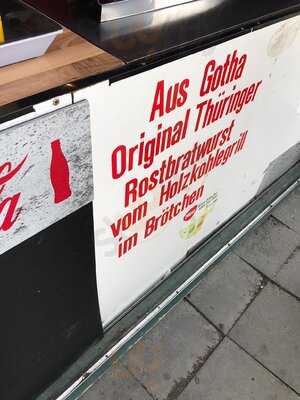 Aus Gotha
Original Thüringer
Rostbratwurst
vom Holzkohlegrill
im Brötchen